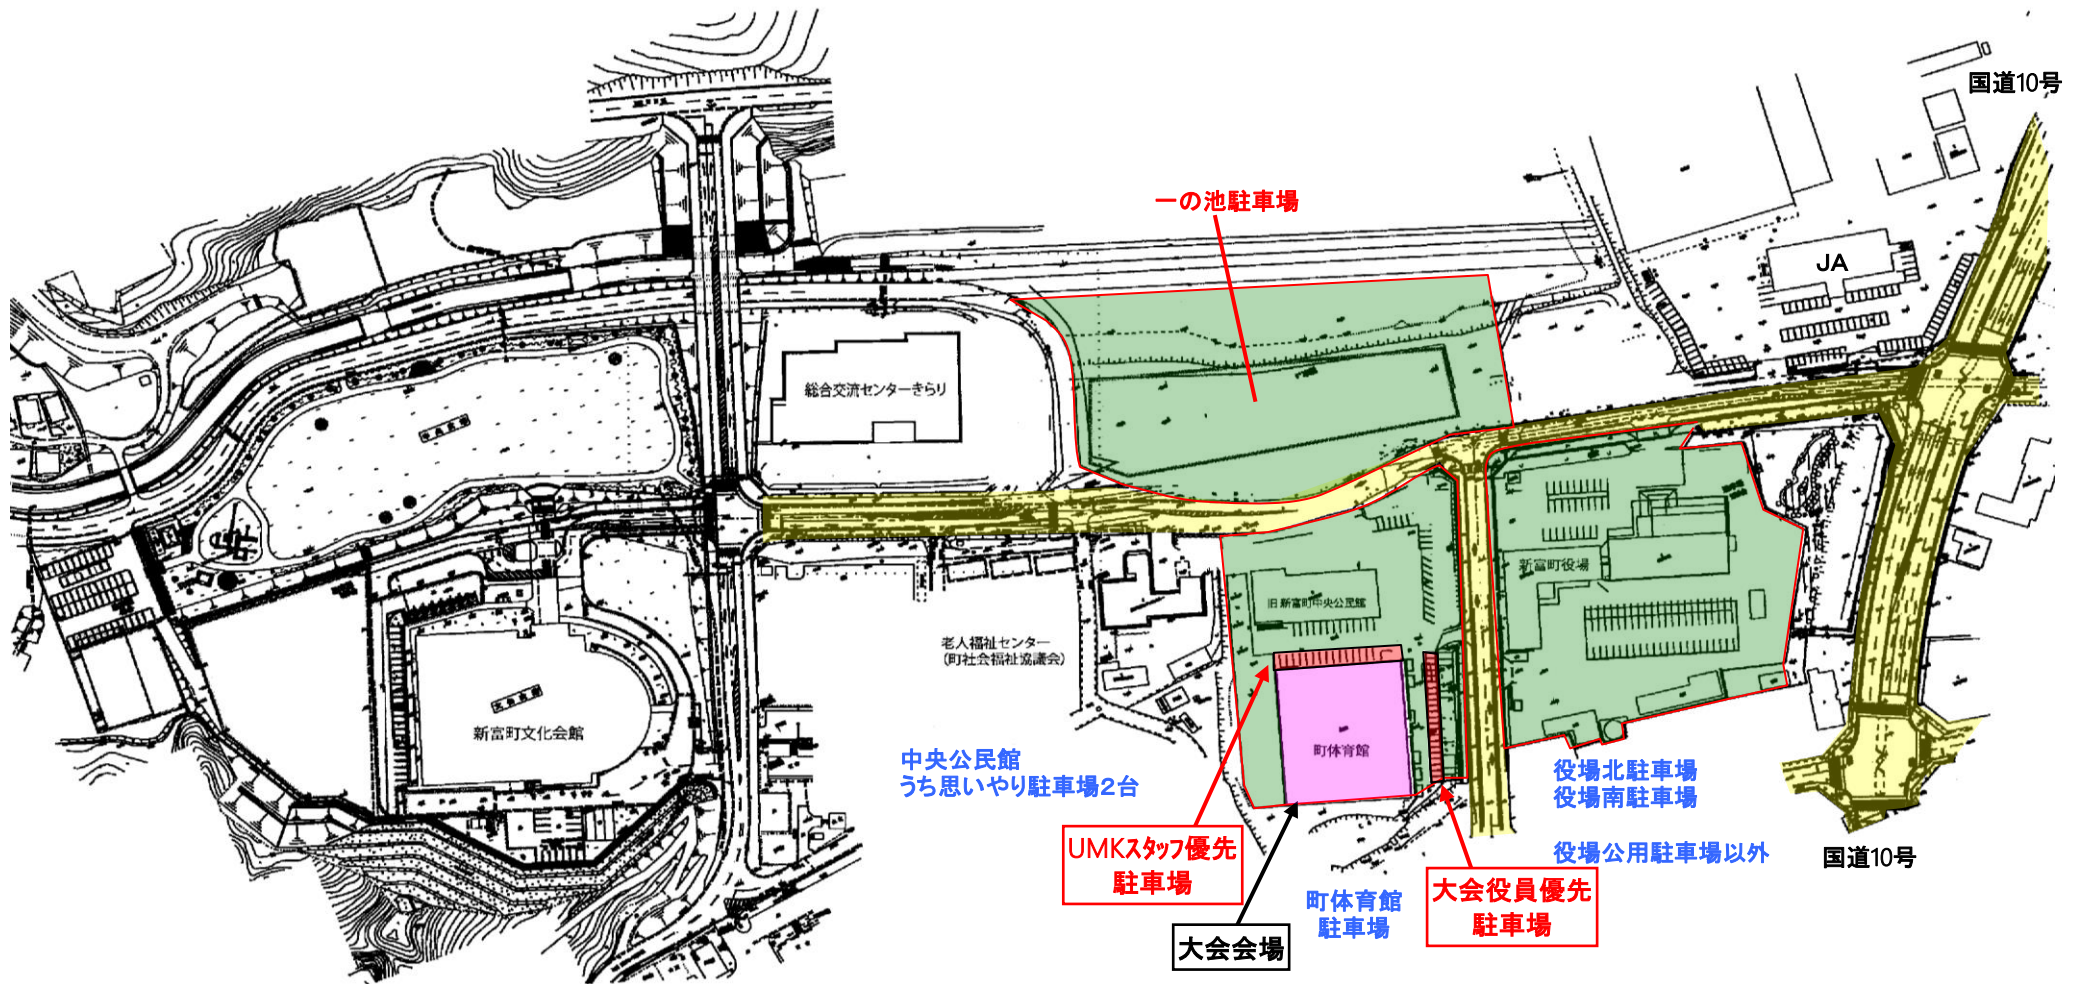 国道10号
一の池駐車場
JA
総合交流センターきらり
新富町役場
旧新富町中央公民館
老人福祉センター
(町社会福祉協議会)
新富町文化会館
町体育館
中央公民館
うち思いやり駐車場2台
役場北駐車場
役場南駐車場
役場公用駐車場以外
UMKスタッフ優先
駐車場
国道10号
大会役員優先
駐車場
町体育館
駐車場
大会会場